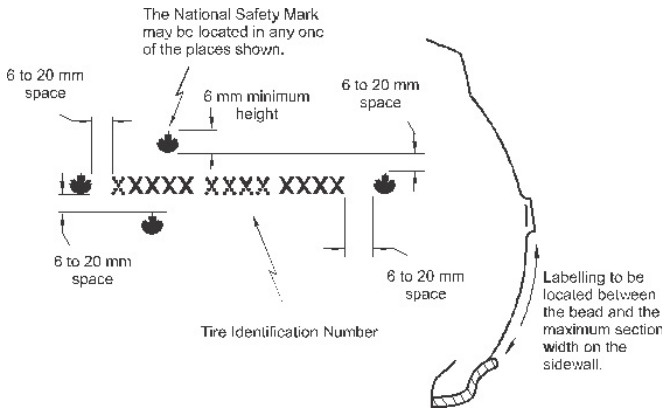 The National Safety Mark
may be located in any one
of the places shown.
6 to 20 mm
space
6 mm minimum
height
6 to 20 mm
space
XXXXX XXXX XXXX
6 to 20 mm
space
6 to 20 mm
space
Tire Identification Number
Labelling to be
located between
the bead and the
maximum section
width on the
sidewall.